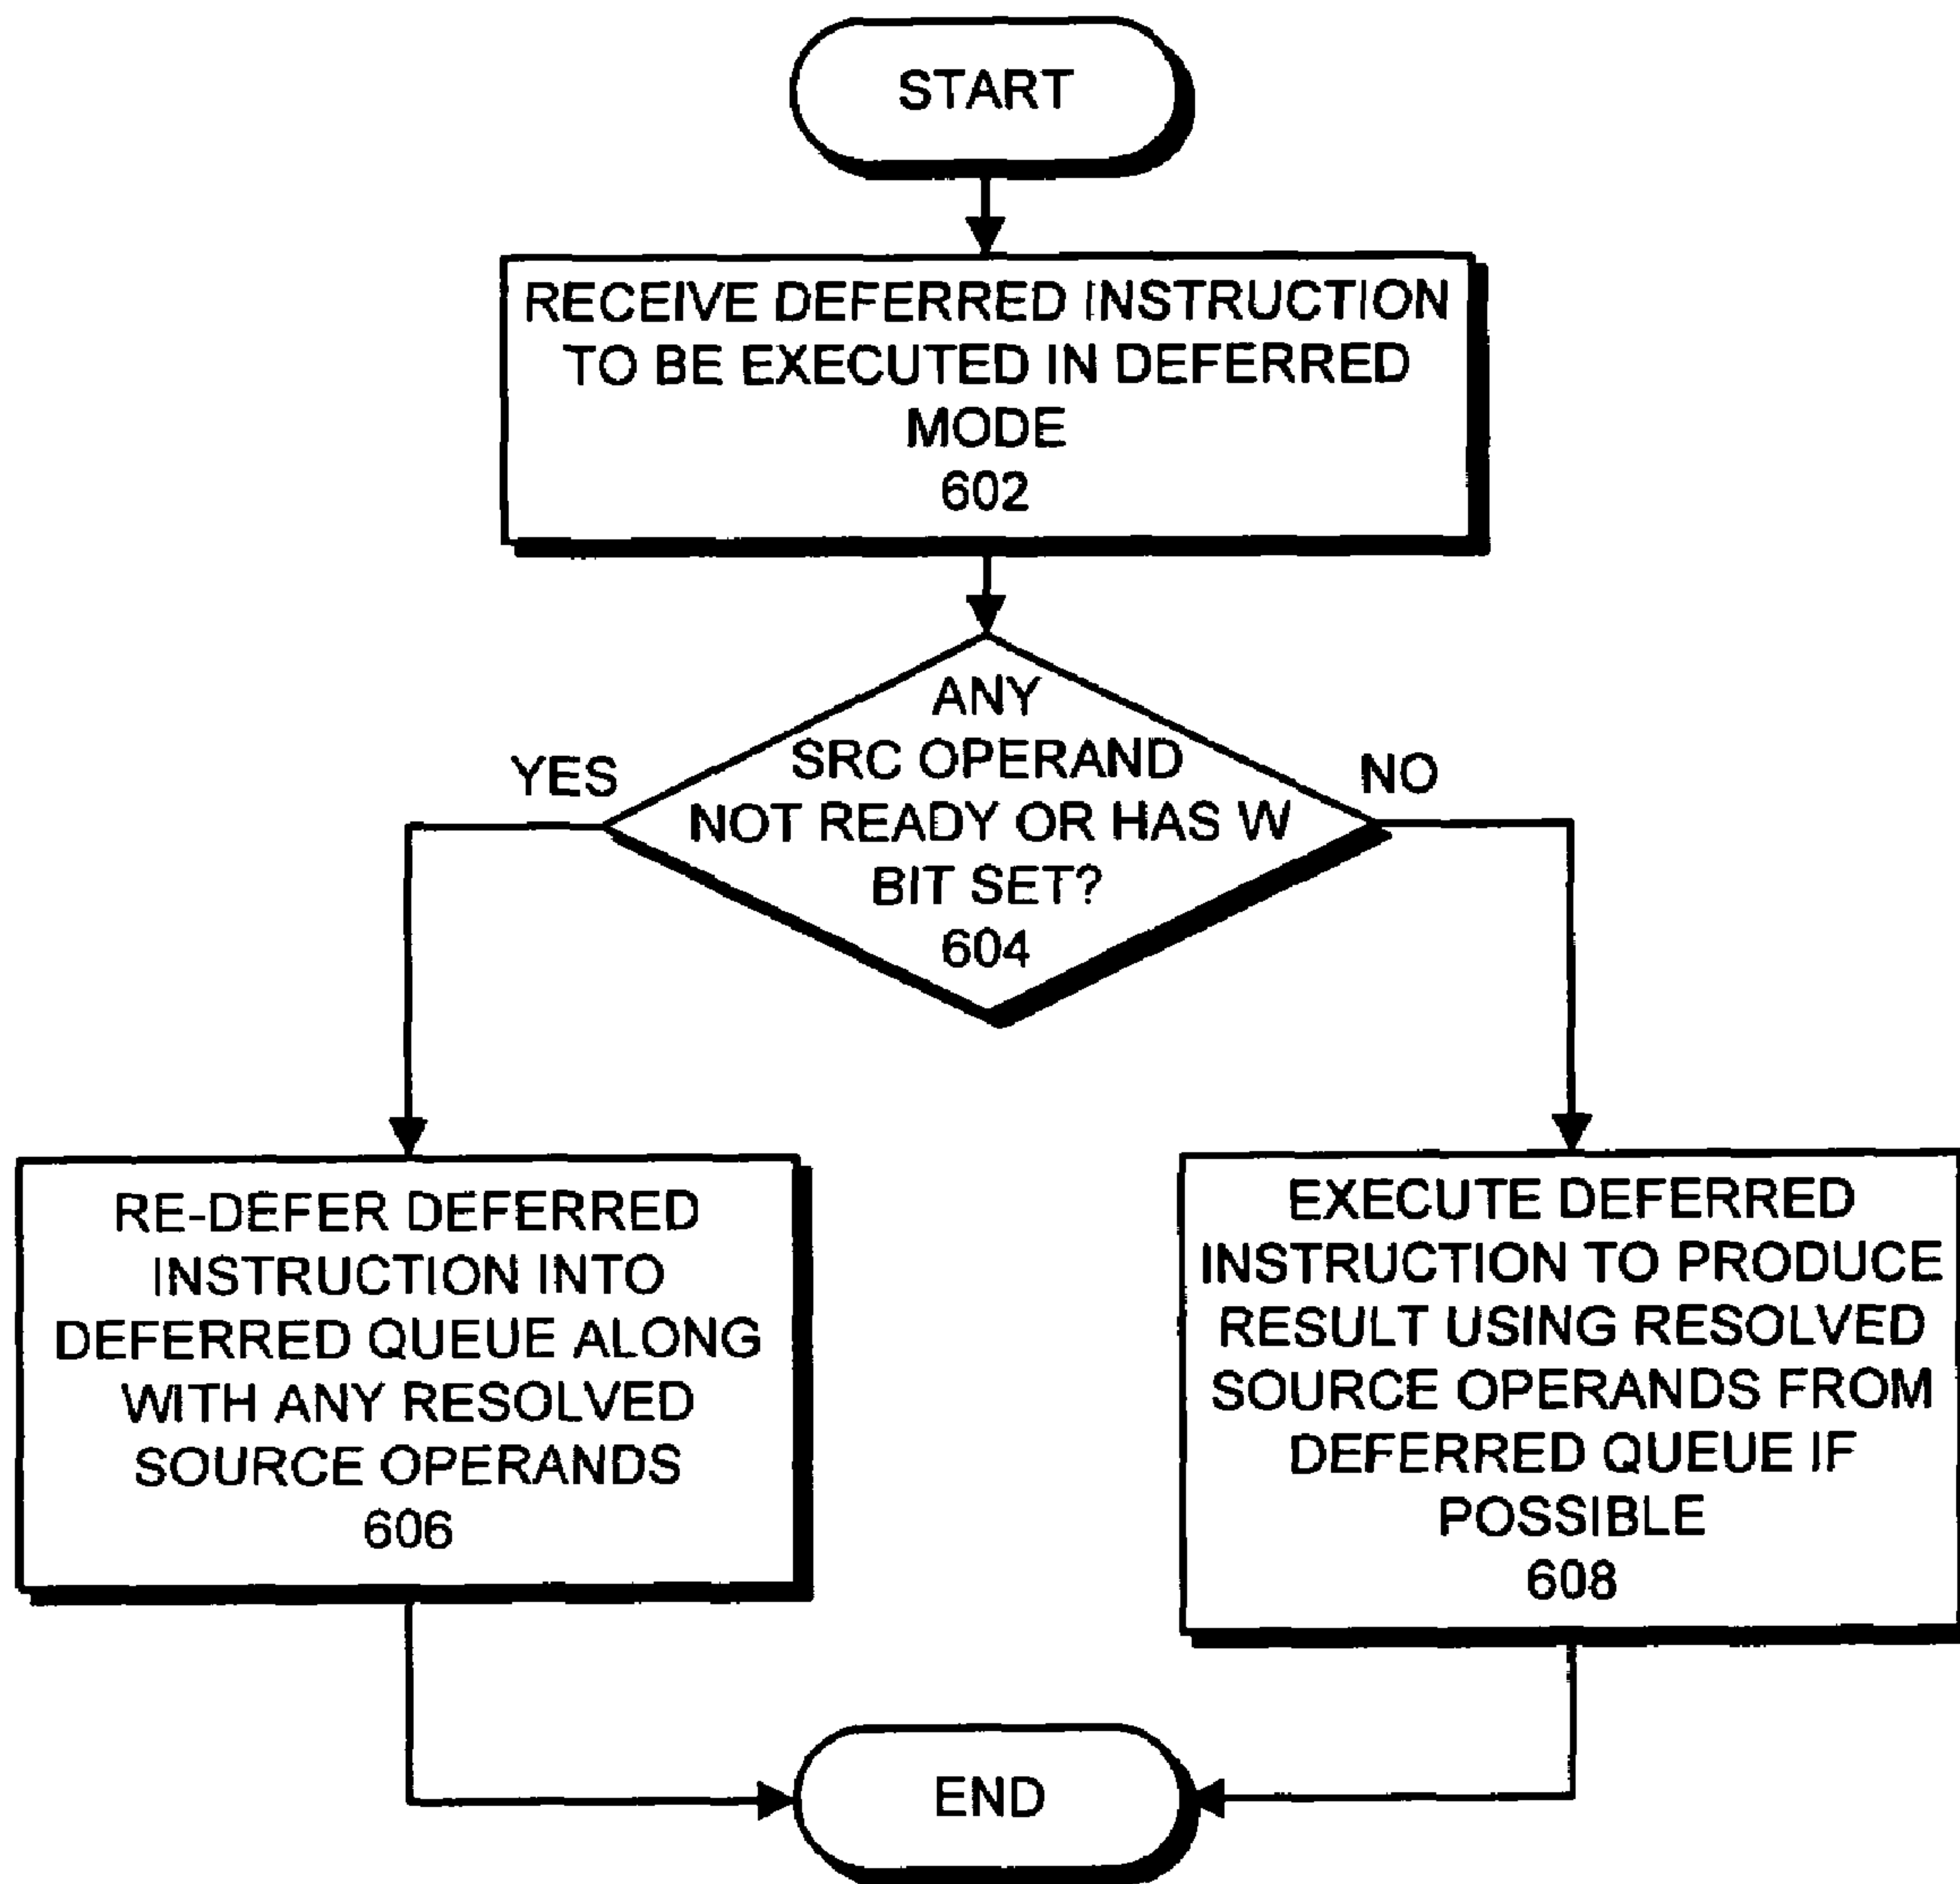 START
RECEIVE DEFERRED INSTRUCTION
TO BE EXECUTED IN DEFERRED
MODE
602
ANY
SRC OPERAND
NOT READY OR HAS W
BIT SET?
604
YES
NO
RE-DEFER DEFERRED
INSTRUCTION INTO
DEFERRED QUEUE ALONG
WITH ANY RESOLVED
SOURCE OPERANDS
606
EXECUTE DEFERRED
INSTRUCTION TO PRODUCE
RESULT USING RESOLVED
SOURCE OPERANDS FROM
DEFERRED QUEUE IF
POSSIBLE
608
END